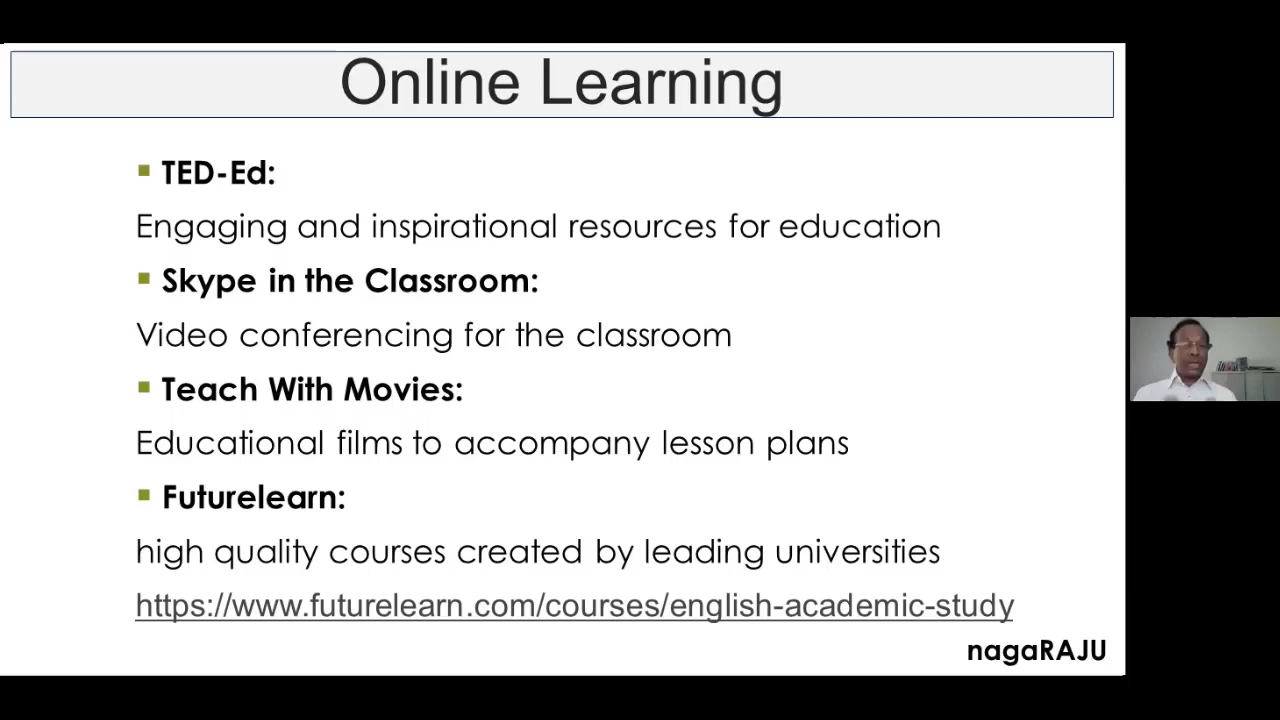 Online Learning
TED-Ed:
Engaging and inspirational resources for education
Skype in the Classroom:
Video conferencing for the classroom
Teach With Movies:
Educational films to accompany lesson plans
Futurelearn:
high quality courses created by leading universities
https://www.futurelearn.com/courses/english-academic-study
nagaRAJU